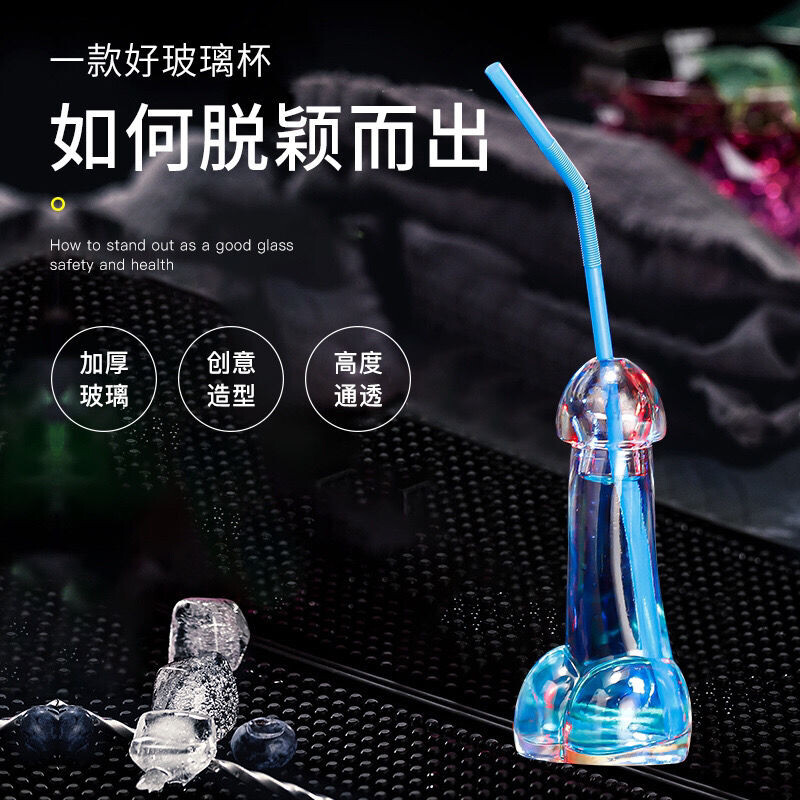 一款好玻璃杯
如何脱颖而出
How to stand out as a good glass
safety and health
加厚
玻璃
创意
造型
高度
通透